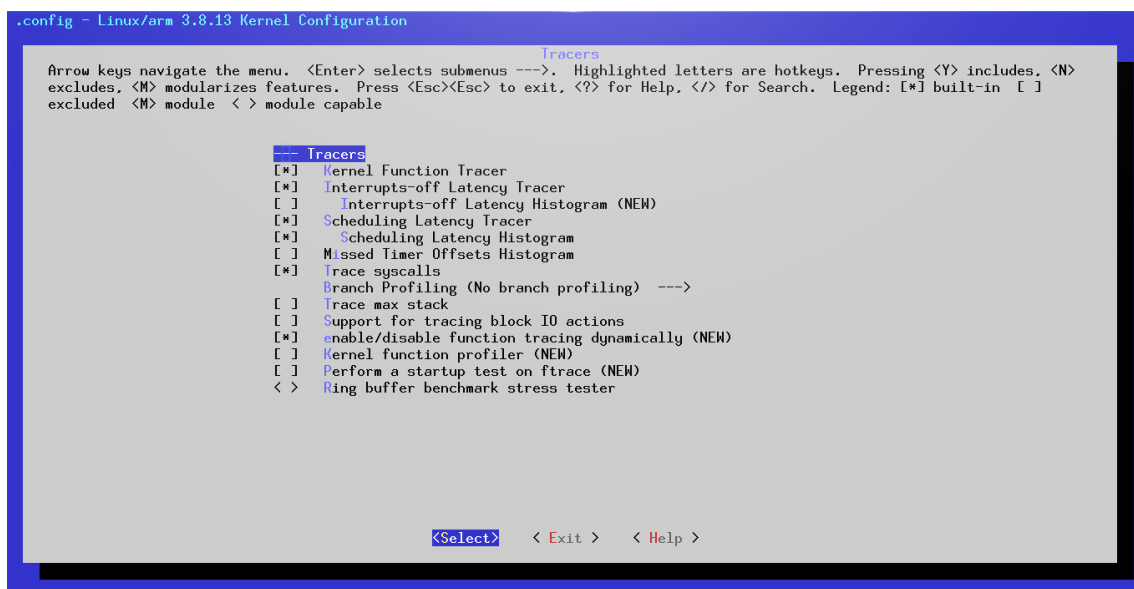 .config - Linux/arm 3.8.13 Kernel Configuration
Tracers
Arrow keys navigate the menu.  <Enter> selects submenus --->.  Highlighted letters are hotkeys.  Pressing <Y> includes, <N>
excludes, <M> modularizes features.  Press <Esc><Esc> to exit, <?> for Help, </> for Search.  Legend: [*] built-in  [ ]
excluded  <M> module  < > module capable
--- Tracers
[*]   Kernel Function Tracer
[*]   Interrupts-off Latency Tracer
[ ]     Interrupts-off Latency Histogram (NEW)
[*]   Scheduling Latency Tracer
[*]     Scheduling Latency Histogram
[ ]   Missed Timer Offsets Histogram
[*]   Trace syscalls
Branch Profiling (No branch profiling)  --->
[ ]   Trace max stack
[ ]   Support for tracing block IO actions
[*]   enable/disable function tracing dynamically (NEW)
[ ]   Kernel function profiler (NEW)
[ ]   Perform a startup test on ftrace (NEW)
< >   Ring buffer benchmark stress tester
<Select>    < Exit >    < Help >